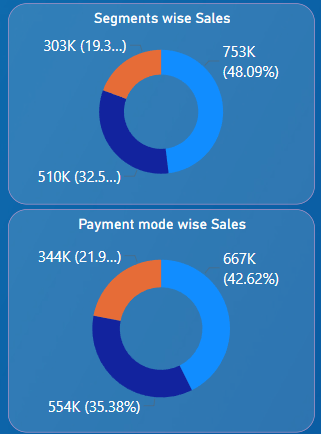 Segments wise Sales
303K (19.3...)
753K
(48.09%)
510K (32.5...)
Payment mode wise Sales
344K (21.9...)
667K
(42.62%)
554K (35.38%)